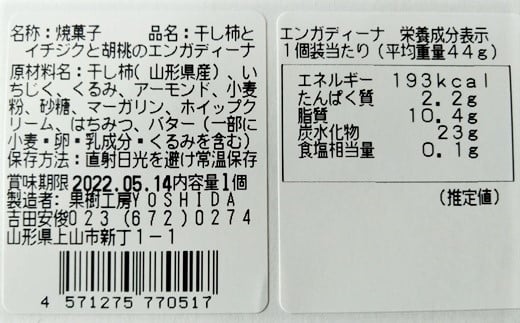 名称：焼菓子　　品名：干し柿と
イチジクと胡桃のエンガディーナ
原材料名：干し柿（山形県産）、い
ちじく、くるみ、アーモンド、小麦
粉、砂糖、マーガリン、ホイップク
リーム、はちみつ、バター（一部に
小麦・卵・乳成分・くるみを含む）
保存方法：直射日光を避け常温保存
賞味期限 2022.05.14内容量1個
製造者：果樹工房YOSHIDA
吉田安俊023(672)0274
山形県上山市新丁1－1
4 571275 770517
エンガディーナ　栄養成分表示
1個装当たり（平均重量44g）
エネルギー 193kcal
たんぱく質 2.2g
脂質 10.4g
炭水化物 23g
食塩相当量 0.1g
（推定値）